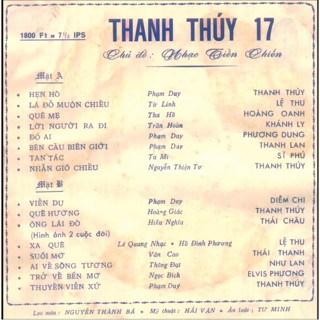 THANH THÚY 17
1800 Ft = 7½ IPS
Chủ đề : Nhạc Tiền Chiến
Mặt A
HẸN HÒ Phạm Duy THANH THÚY
LÁ ĐỔ MUÔN CHIỀU Từ Linh LỆ THU
QUÊ MẸ Thu Hồ HOÀNG OANH
LỜI NGƯỜI RA ĐI Trần Hoàn KHÁNH LY
ĐỐ AI Phạm Duy PHƯƠNG DUNG
BÊN CẦU BIÊN GIỚI Phạm Duy THANH LAN
TAN TÁC Tu Mi SĨ PHÚ
NHẮN GIÓ CHIỀU Nguyễn Thiện Tơ THANH THÚY
Mặt B
VIỄN DU Phạm Duy DIỄM CHI
QUÊ HƯƠNG Hoàng Giác THANH THÚY
ÔNG LÁI ĐÒ Hiếu Nghĩa THÁI CHÂU
(Hình ảnh 2 cuộc đời)
XA QUÊ Lê Quang Nhạc - Hồ Đình Phương LỆ THU
SUỐI MƠ Văn Cao THÁI THANH
AI VỀ SÔNG TƯƠNG Thông Đạt NHƯ LAN
TRỞ VỀ BẾN MƠ Ngọc Bích ELVIS PHƯƠNG
THUYỀN VIỄN XỨ Phạm Duy THANH THÚY
Lọc màu : NGUYỄN THÀNH BÁ - Mỹ thuật : HẢI VÂN - Ấn loát : TỪ MINH